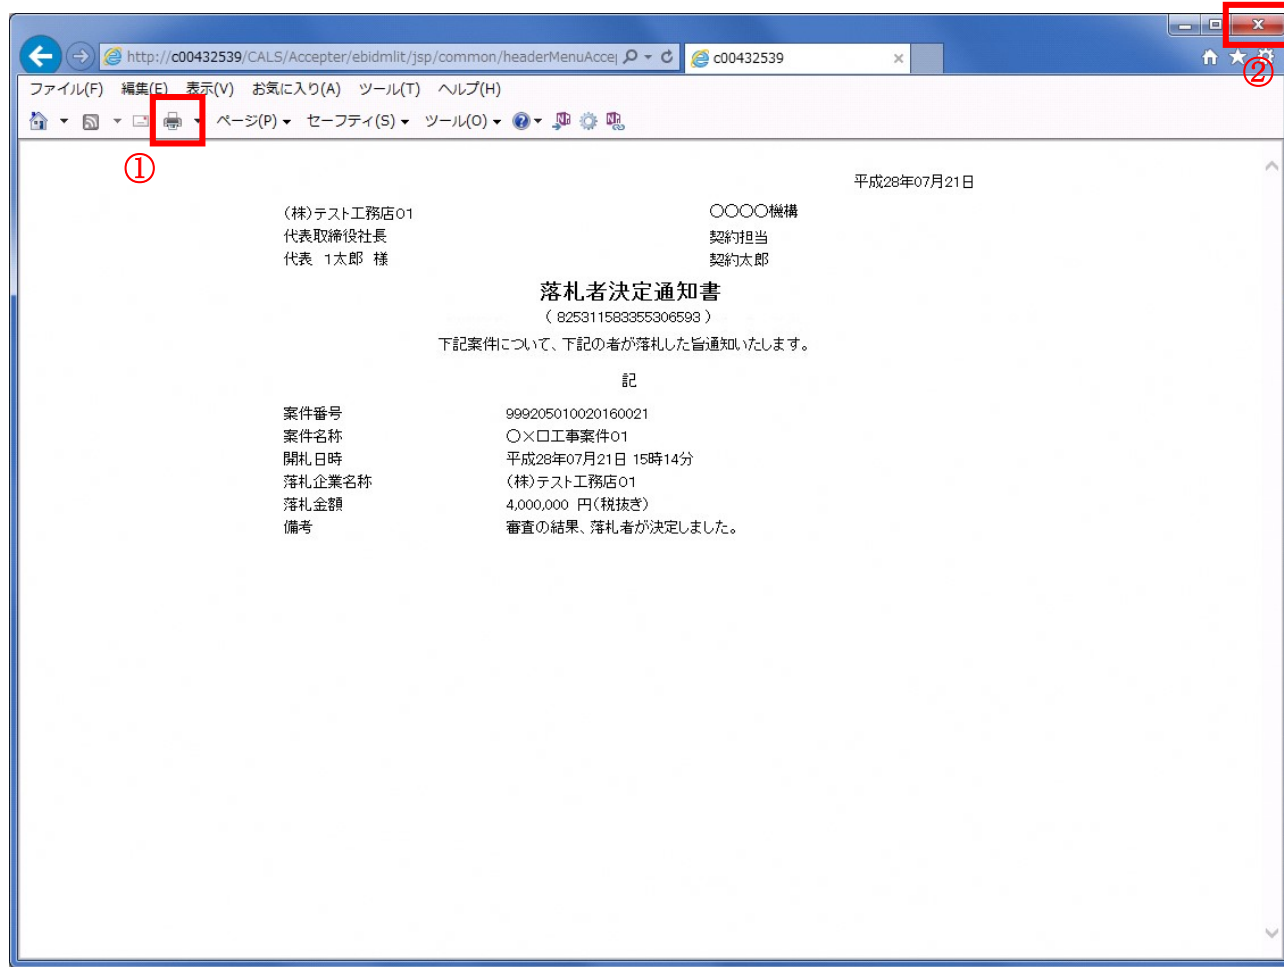 http://c00432539/CALS/Accepter/ebidmlit/jsp/common/headerMenuAccep
c00432539
②
ファイル(F) 編集(E) 表示(V) お気に入り(A) ツール(T) ヘルプ(H)
ページ(P) セーフティ(S) ツール(O)
①
平成28年07月21日
(株)テスト工務店01 〇〇〇〇機構
代表取締役社長 契約担当
代表 1太郎 様 契約太郎
落札者決定通知書
( 825311583355306593 )
下記案件について、下記の者が落札した旨通知いたします。
記
案件番号 999205010020160021
案件名称 〇×口工事案件01
開札日時 平成28年07月21日 15時14分
落札企業名称 (株)テスト工務店01
落札金額 4,000,000 円(税抜き)
備考 審査の結果、落札者が決定しました。